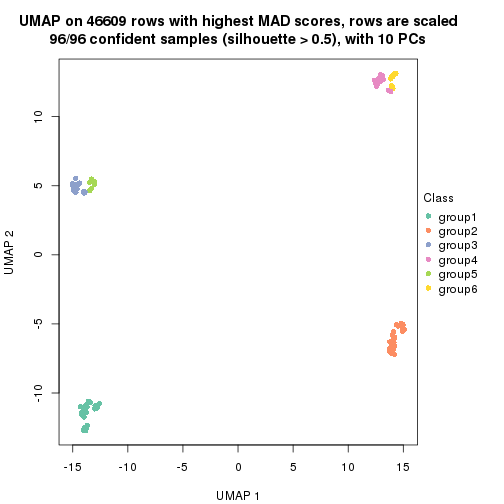 UMAP on 46609 rows with highest MAD scores, rows are scaled
96/96 confident samples (silhouette > 0.5), with 10 PCs
10
5
0
-5
-10
UMAP 2
-15
-10
-5
0
5
10
15
UMAP 1
Class
group1
group2
group3
group4
group5
group6